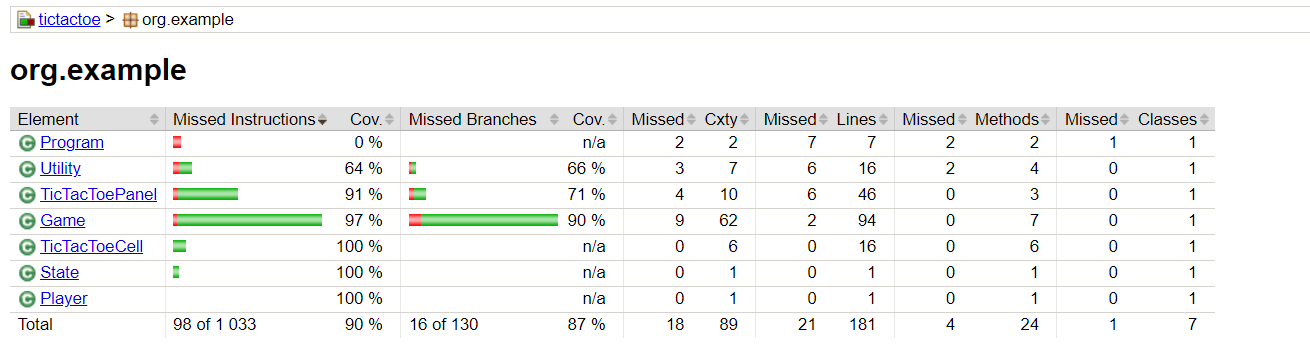 tictactoe > org.example
org.example
Element Missed Instructions Cov. Missed Branches Cov. Missed Cxty Missed Lines Missed Methods Missed Classes
Program 0 % n/a 2 2 7 7 2 2 1 1
Utility 64 % 66 % 3 7 6 16 2 4 0 1
TicTacToePanel 91 % 71 % 4 10 6 46 0 3 0 1
Game 97 % 90 % 9 62 2 94 0 7 0 1
TicTacToeCell 100 % n/a 0 6 0 16 0 6 0 1
State 100 % n/a 0 1 0 1 0 1 0 1
Player 100 % n/a 0 1 0 1 0 1 0 1
Total 98 of 1 033 90 % 16 of 130 87 % 18 89 21 181 4 24 1 7